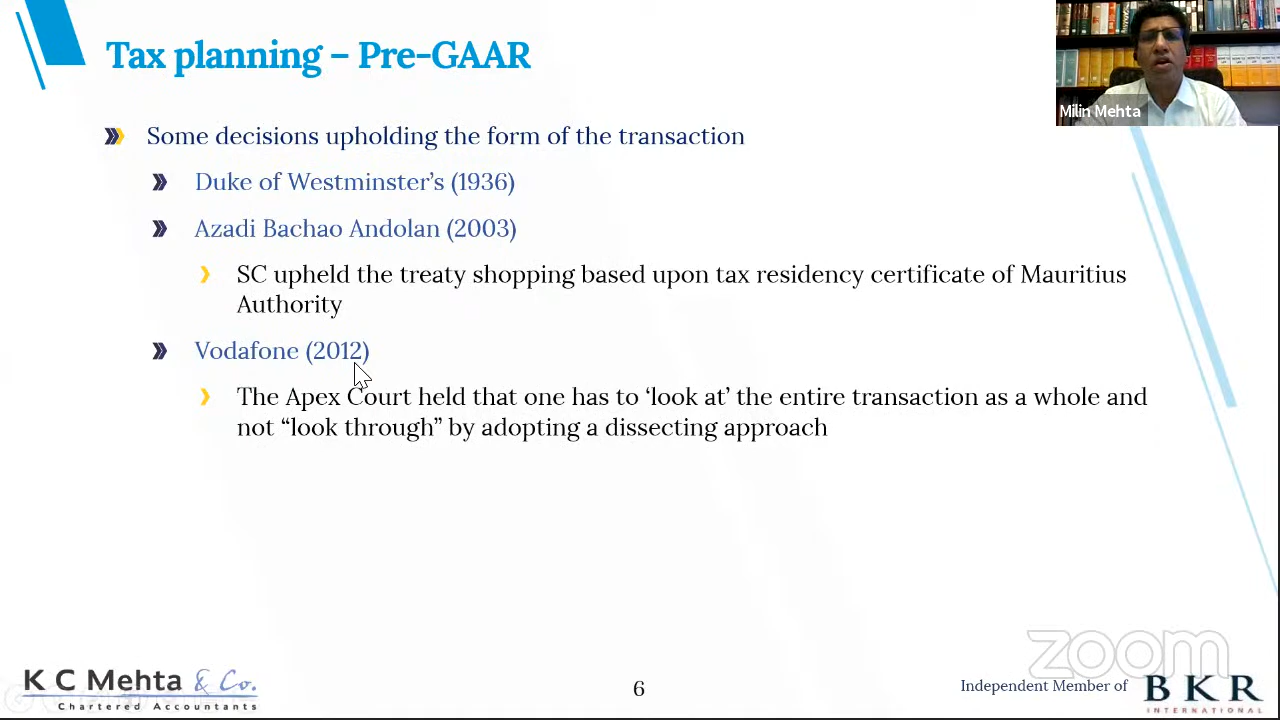 Tax planning – Pre-GAAR
Milin Mehta
Some decisions upholding the form of the transaction
Duke of Westminster's (1936)
Azadi Bachao Andolan (2003)
SC upheld the treaty shopping based upon tax residency certificate of Mauritius
Authority
Vodafone (2012)
The Apex Court held that one has to ‘look at’ the entire transaction as a whole and
not “look through” by adopting a dissecting approach
zoom
K C Mehta & Co.
Chartered Accountants
6
Independent Member of
BKR
INTERNATIONAL